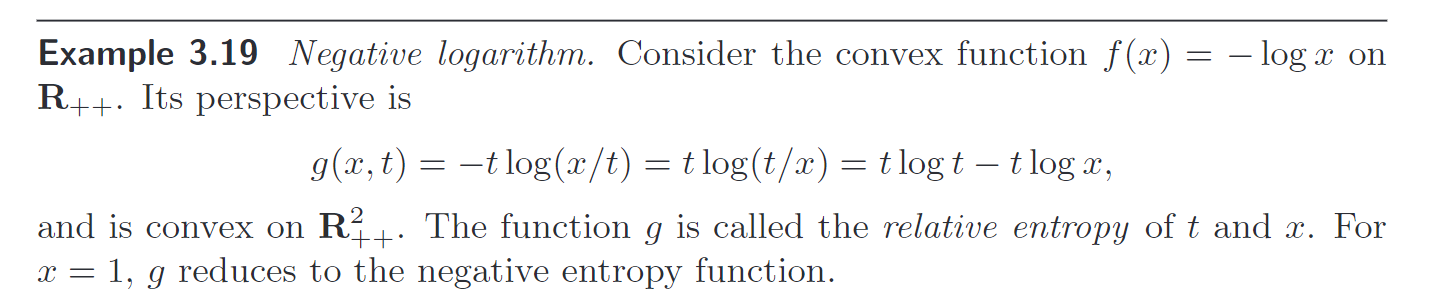 Example 3.19 Negative logarithm. Consider the convex function f(x) = − log x on
R₊₊. Its perspective is
g(x, t) = −t log(x/t) = t log(t/x) = t log t − t log x,
and is convex on R²₊₊. The function g is called the relative entropy of t and x. For
x = 1, g reduces to the negative entropy function.